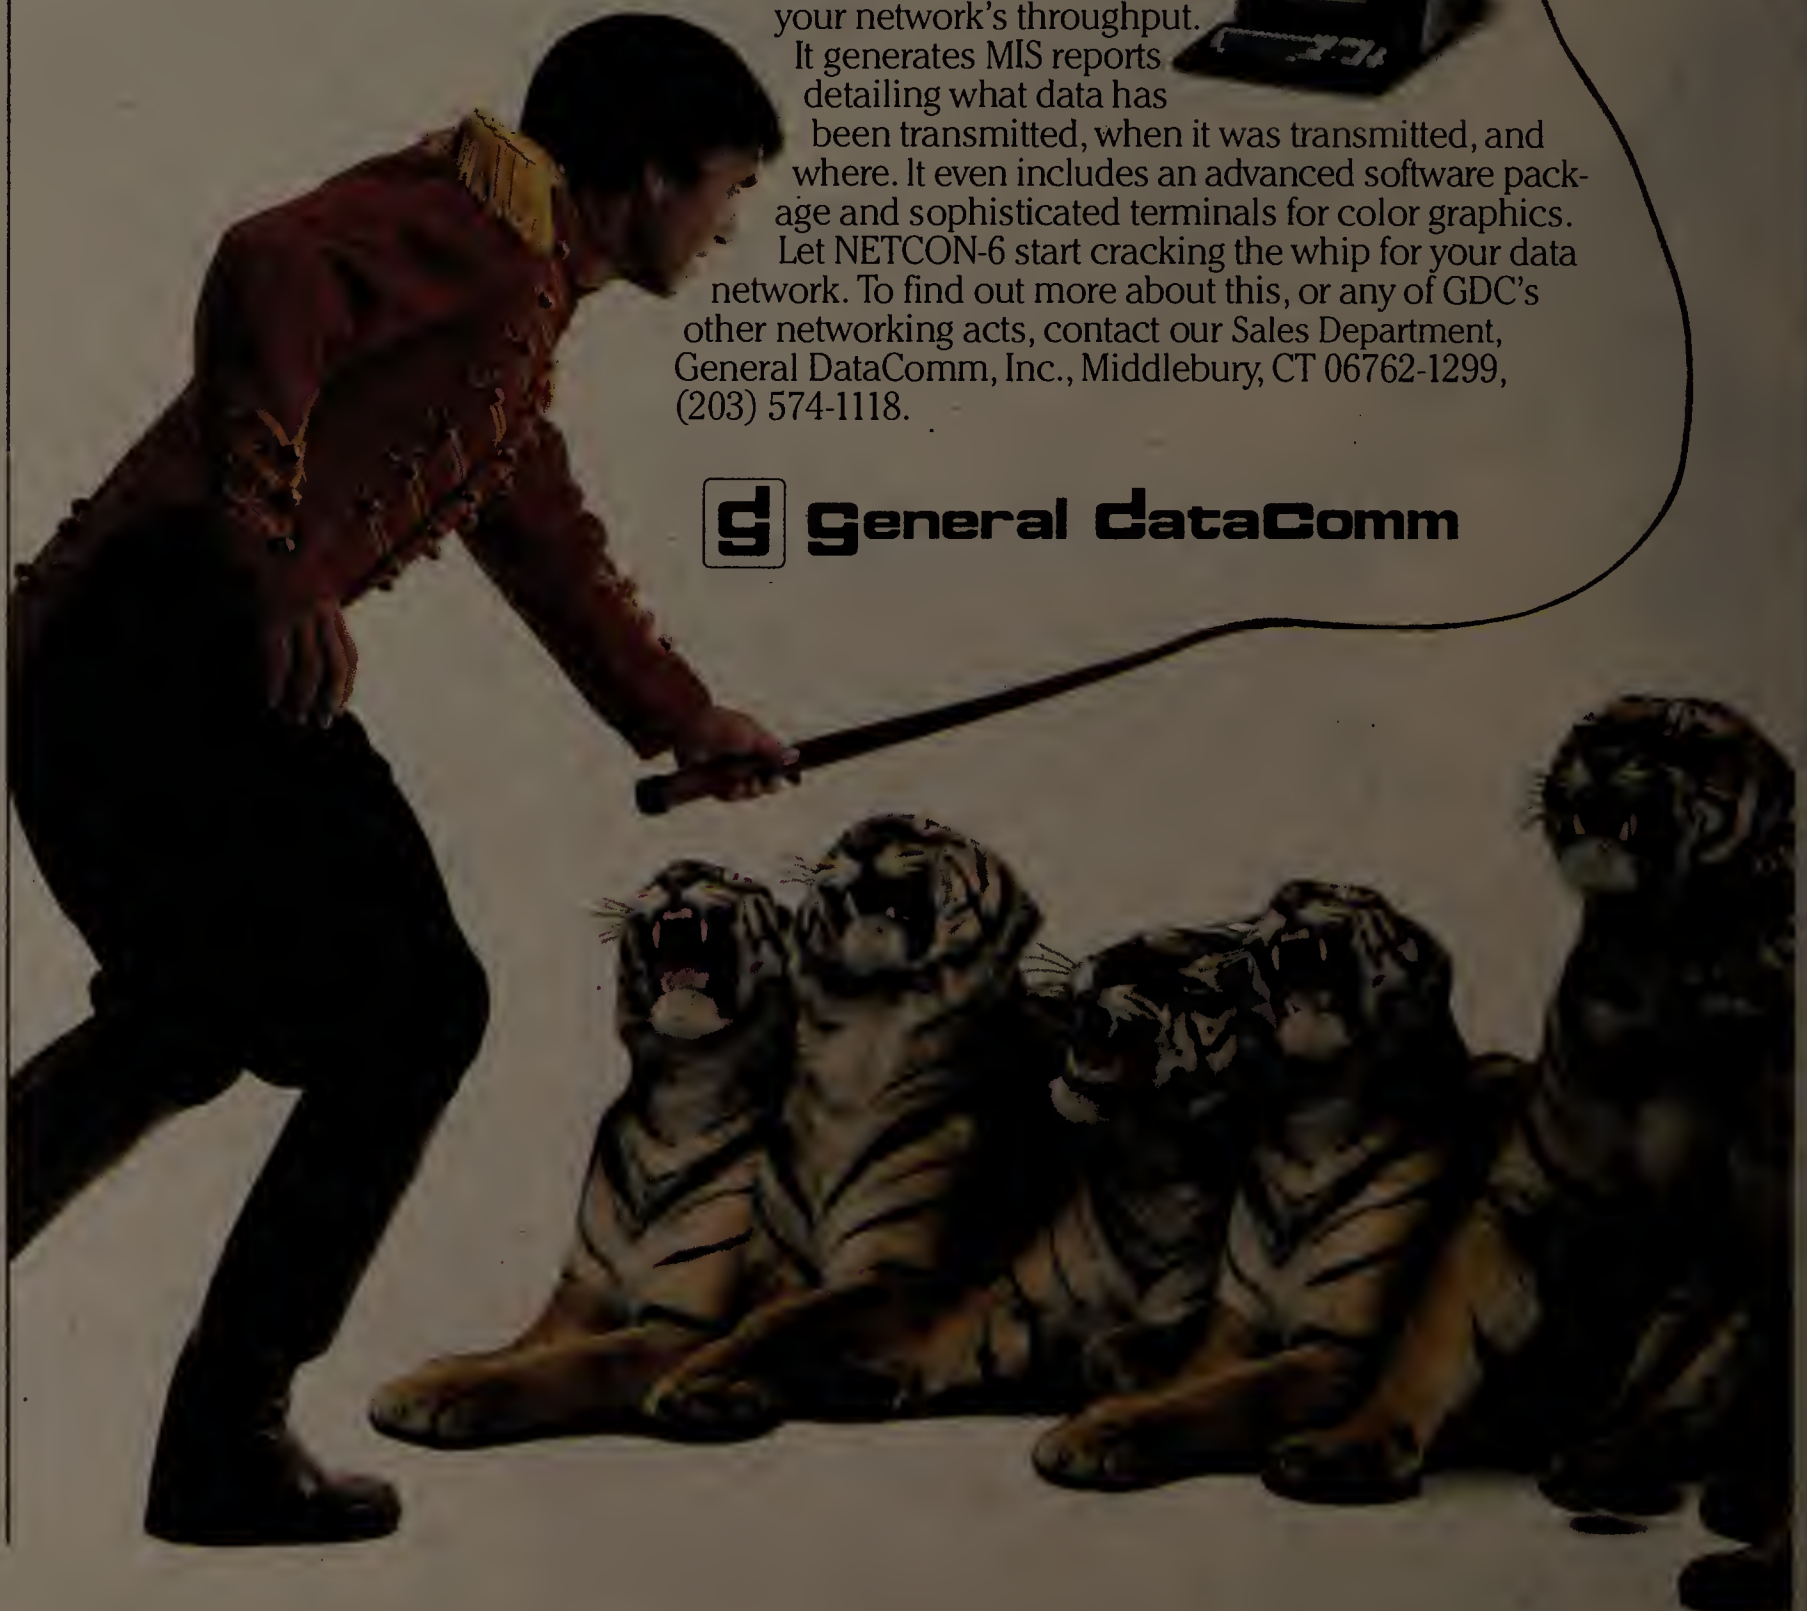 your network's throughput.
It generates MIS reports
detailing what data has
been transmitted, when it was transmitted, and
where. It even includes an advanced software pack-
age and sophisticated terminals for color graphics.
Let NETCON-6 start cracking the whip for your data
network. To find out more about this, or any of GDC's
other networking acts, contact our Sales Department,
General DataComm, Inc., Middlebury, CT 06762-1299,
(203) 574-1118.
gd general dataComm